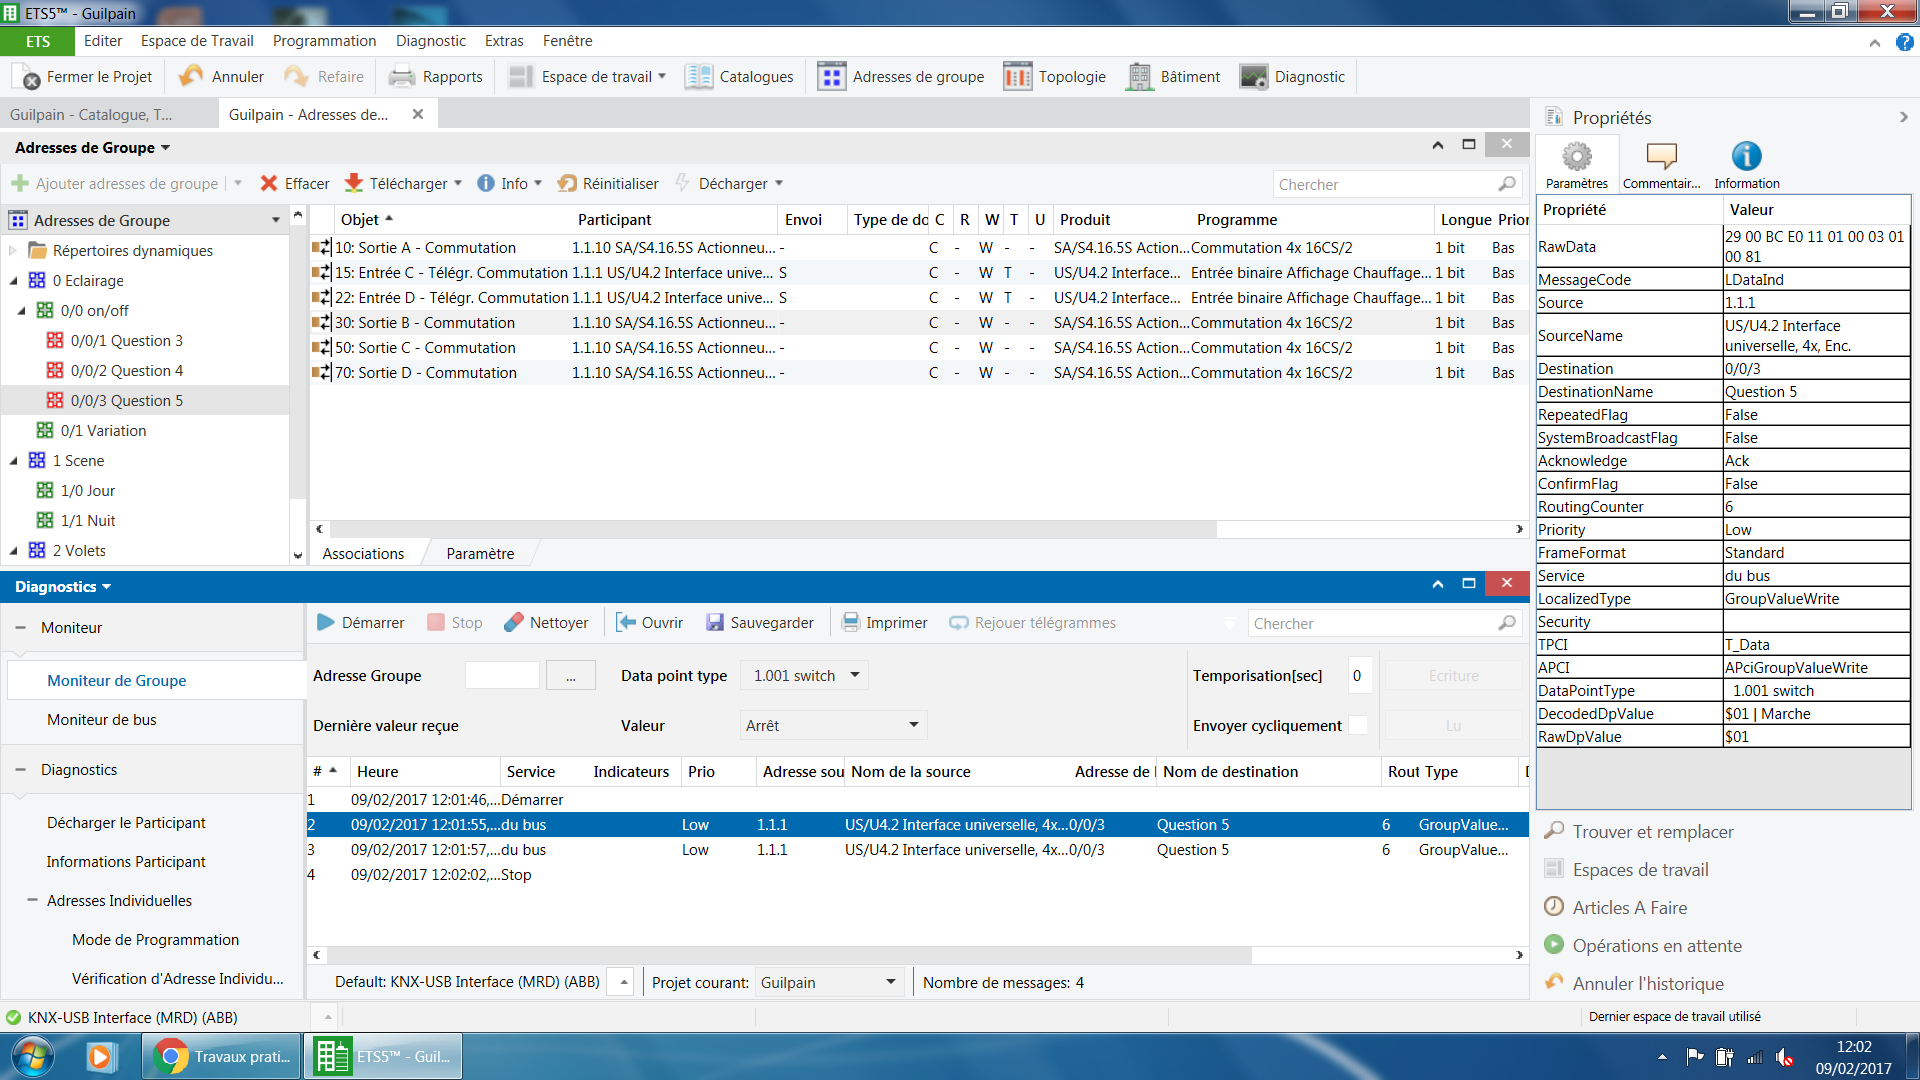 ETS5™ - Guilpain
ETS Editer Espace de Travail Programmation Diagnostic Extras Fenêtre
Fermer le Projet Annuler Refaire Rapports Espace de travail Catalogues Adresses de groupe Topologie Bâtiment Diagnostic
Guilpain - Catalogue, T... Guilpain - Adresses de...
Adresses de Groupe
Ajouter adresses de groupe Effacer Télécharger Info Réinitialiser Décharger Chercher
Adresses de Groupe
Répertoires dynamiques
0 Eclairage
0/0 on/off
0/0/1 Question 3
0/0/2 Question 4
0/0/3 Question 5
0/1 Variation
1 Scene
1/0 Jour
1/1 Nuit
2 Volets
Objet Participant Envoi Type de do C R W T U Produit Programme Longue Prior
10: Sortie A - Commutation 1.1.10 SA/S4.16.5S Actionneu... - C - W - - SA/S4.16.5S Action... Commutation 4x 16CS/2 1 bit Bas
15: Entrée C - Télégr. Commutation 1.1.1 US/U4.2 Interface unive... S C - W T - US/U4.2 Interface... Entrée binaire Affichage Chauffage... 1 bit Bas
22: Entrée D - Télégr. Commutation 1.1.1 US/U4.2 Interface unive... S C - W T - US/U4.2 Interface... Entrée binaire Affichage Chauffage... 1 bit Bas
30: Sortie B - Commutation 1.1.10 SA/S4.16.5S Actionneu... - C - W - - SA/S4.16.5S Action... Commutation 4x 16CS/2 1 bit Bas
50: Sortie C - Commutation 1.1.10 SA/S4.16.5S Actionneu... - C - W - - SA/S4.16.5S Action... Commutation 4x 16CS/2 1 bit Bas
70: Sortie D - Commutation 1.1.10 SA/S4.16.5S Actionneu... - C - W - - SA/S4.16.5S Action... Commutation 4x 16CS/2 1 bit Bas
Associations Paramètre
Diagnostics
Moniteur
Moniteur de Groupe
Moniteur de bus
Diagnostics
Décharger le Participant
Informations Participant
Adresses Individuelles
Mode de Programmation
Vérification d'Adresse Individu...
Démarrer Stop Nettoyer Ouvrir Sauvegarder Imprimer Rejouer télégrammes Chercher
Adresse Groupe ... Data point type 1.001 switch Temporisation[sec] 0 Ecriture
Dernière valeur reçue Valeur Arrêt Envoyer cycliquement Lu
# Heure Service Indicateurs Prio Adresse sou Nom de la source Adresse de Nom de destination Rout Type
1 09/02/2017 12:01:46,... Démarrer
2 09/02/2017 12:01:55,... du bus Low 1.1.1 US/U4.2 Interface universelle, 4x... 0/0/3 Question 5 6 GroupValue...
3 09/02/2017 12:01:57,... du bus Low 1.1.1 US/U4.2 Interface universelle, 4x... 0/0/3 Question 5 6 GroupValue...
4 09/02/2017 12:02:02,... Stop
Default: KNX-USB Interface (MRD) (ABB) Projet courant: Guilpain Nombre de messages: 4
Propriétés
Paramètres Commentair... Information
Propriété Valeur
RawData 29 00 BC E0 11 01 00 03 01
00 81
MessageCode LDataInd
Source 1.1.1
SourceName US/U4.2 Interface
universelle, 4x, Enc.
Destination 0/0/3
DestinationName Question 5
RepeatedFlag False
SystemBroadcastFlag False
Acknowledge Ack
ConfirmFlag False
RoutingCounter 6
Priority Low
FrameFormat Standard
Service du bus
LocalizedType GroupValueWrite
Security
TPCI T_Data
APCI APciGroupValueWrite
DataPointType 1.001 switch
DecodedDpValue $01 | Marche
RawDpValue $01
Trouver et remplacer
Espaces de travail
Articles A Faire
Opérations en attente
Annuler l'historique
KNX-USB Interface (MRD) (ABB) Dernier espace de travail utilisé
Travaux prati... ETS5™ - Guil... 12:02
09/02/2017